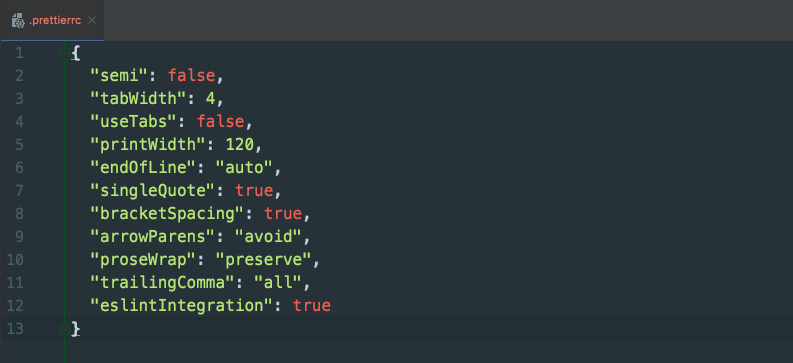 .prettierrc
1 {
2 "semi": false,
3 "tabWidth": 4,
4 "useTabs": false,
5 "printWidth": 120,
6 "endOfLine": "auto",
7 "singleQuote": true,
8 "bracketSpacing": true,
9 "arrowParens": "avoid",
10 "proseWrap": "preserve",
11 "trailingComma": "all",
12 "eslintIntegration": true
13 }